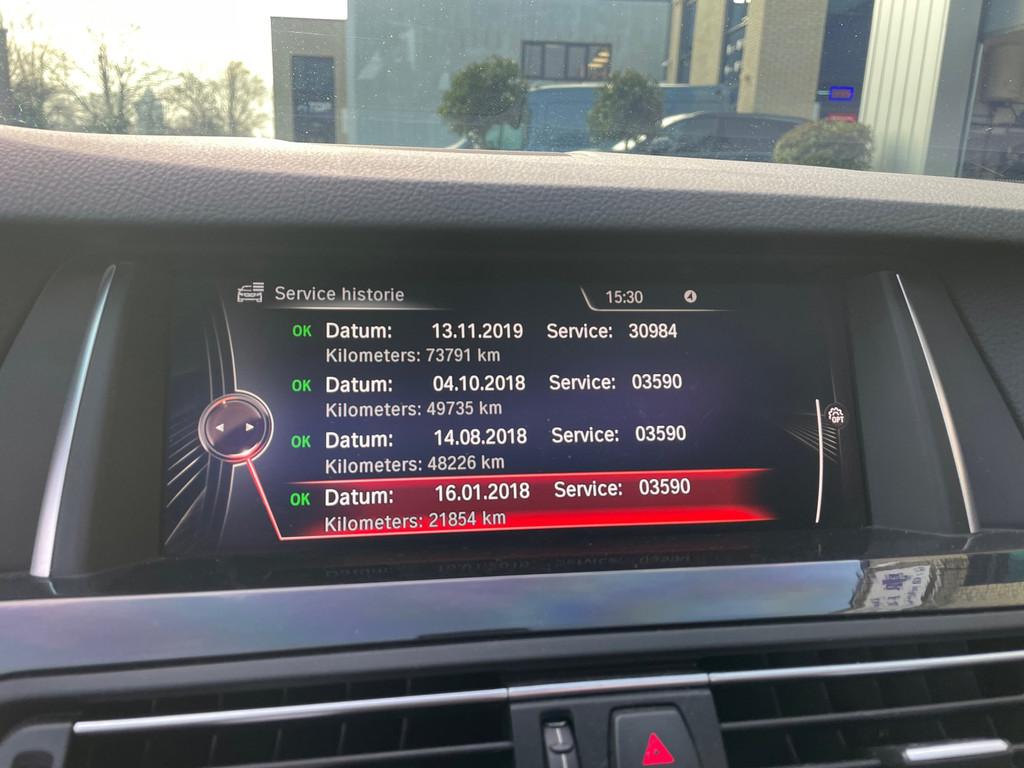 Service historie
15:30
OK Datum: 13.11.2019 Service: 30984
Kilometers: 73791 km
OK Datum: 04.10.2018 Service: 03590
Kilometers: 49735 km
OK Datum: 14.08.2018 Service: 03590
Kilometers: 48226 km
OK Datum: 16.01.2018 Service: 03590
Kilometers: 21854 km
OPT